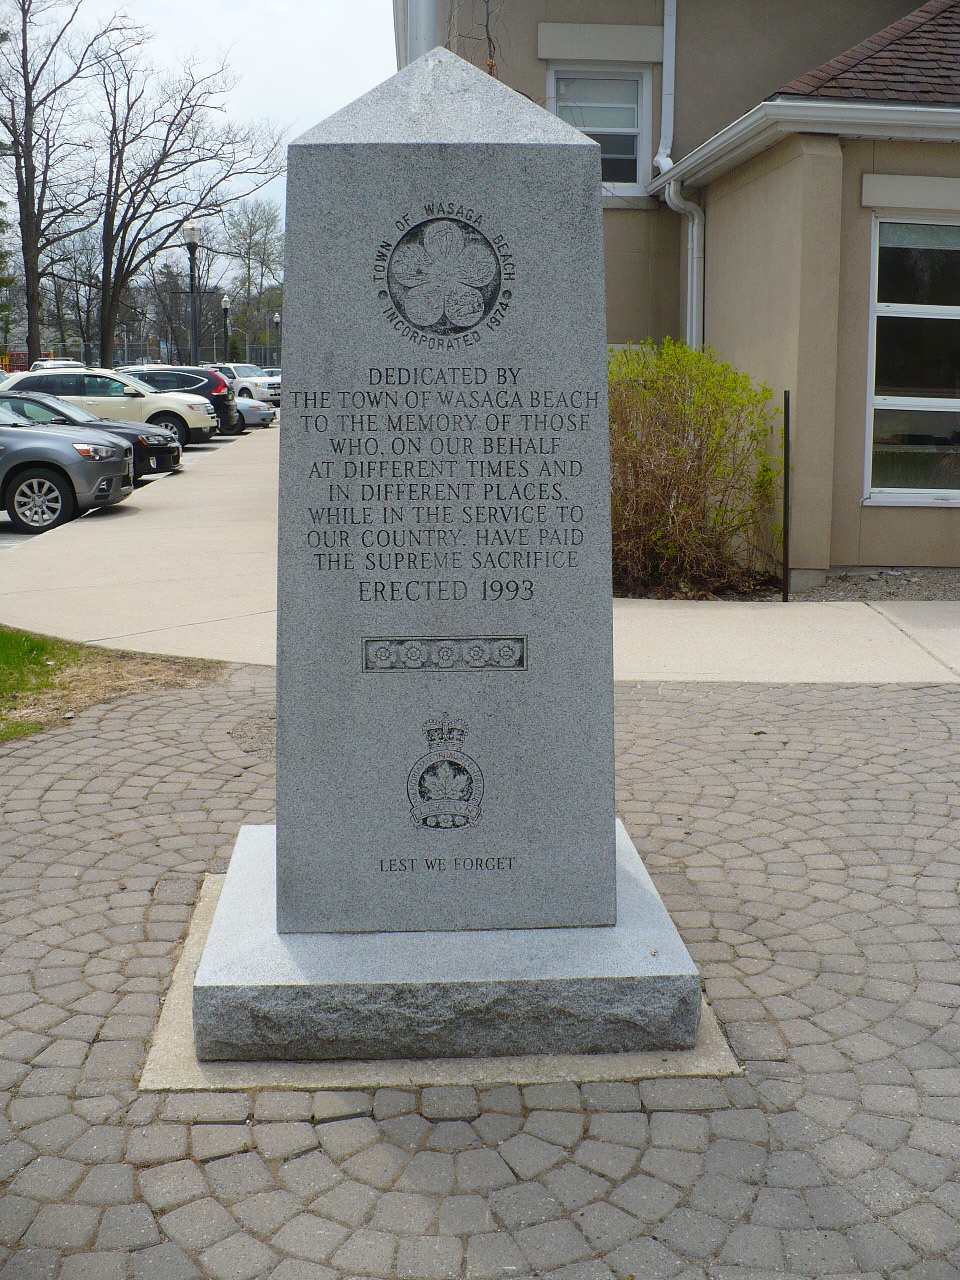 TOWN OF WASAGA BEACH
INCORPORATED 1974
DEDICATED BY
THE TOWN OF WASAGA BEACH
TO THE MEMORY OF THOSE
WHO, ON OUR BEHALF
AT DIFFERENT TIMES AND
IN DIFFERENT PLACES,
WHILE IN THE SERVICE TO
OUR COUNTRY, HAVE PAID
THE SUPREME SACRIFICE
ERECTED 1993
LEST WE FORGET